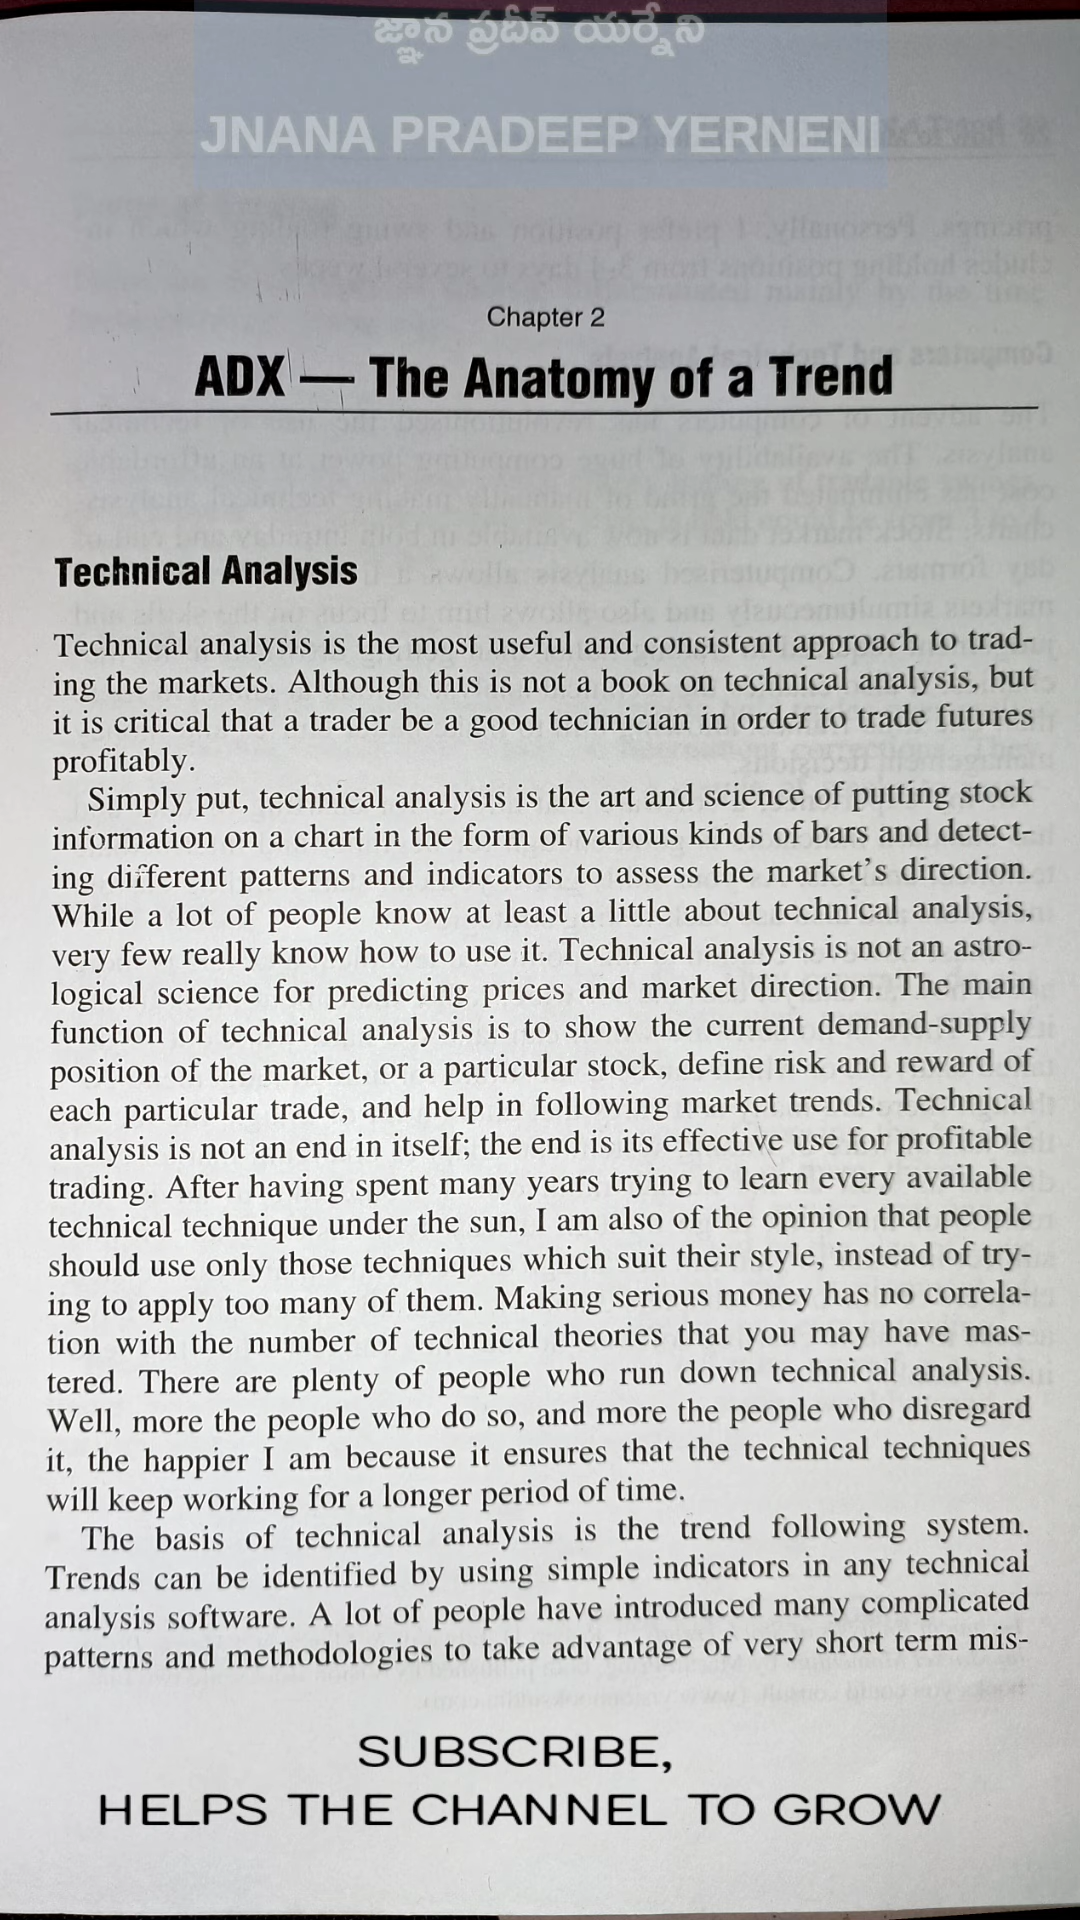 జ్ఞాన ప్రదీప్ యర్నేని
JNANA PRADEEP YERNENI
Chapter 2
ADX — The Anatomy of a Trend
Technical Analysis
Technical analysis is the most useful and consistent approach to trad-
ing the markets. Although this is not a book on technical analysis, but
it is critical that a trader be a good technician in order to trade futures
profitably.
Simply put, technical analysis is the art and science of putting stock
information on a chart in the form of various kinds of bars and detect-
ing different patterns and indicators to assess the market's direction.
While a lot of people know at least a little about technical analysis,
very few really know how to use it. Technical analysis is not an astro-
logical science for predicting prices and market direction. The main
function of technical analysis is to show the current demand-supply
position of the market, or a particular stock, define risk and reward of
each particular trade, and help in following market trends. Technical
analysis is not an end in itself; the end is its effective use for profitable
trading. After having spent many years trying to learn every available
technical technique under the sun, I am also of the opinion that people
should use only those techniques which suit their style, instead of try-
ing to apply too many of them. Making serious money has no correla-
tion with the number of technical theories that you may have mas-
tered. There are plenty of people who run down technical analysis.
Well, more the people who do so, and more the people who disregard
it, the happier I am because it ensures that the technical techniques
will keep working for a longer period of time.
The basis of technical analysis is the trend following system.
Trends can be identified by using simple indicators in any technical
analysis software. A lot of people have introduced many complicated
patterns and methodologies to take advantage of very short term mis-
SUBSCRIBE,
HELPS THE CHANNEL TO GROW